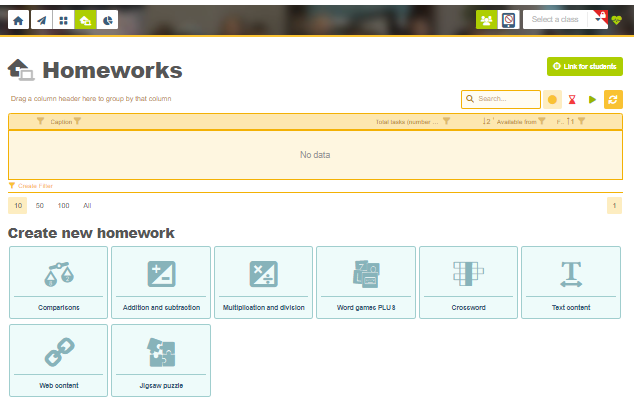 Select a class
Homeworks
Link for students
Drag a column header here to group by that column
Search...
Caption
Total tasks (number ...
2
Available from
F...
1
No data
Create Filter
10 50 100 All
1
Create new homework
Comparisons
Addition and subtraction
Multiplication and division
Word games PLUS
Crossword
Text content
Web content
Jigsaw puzzle